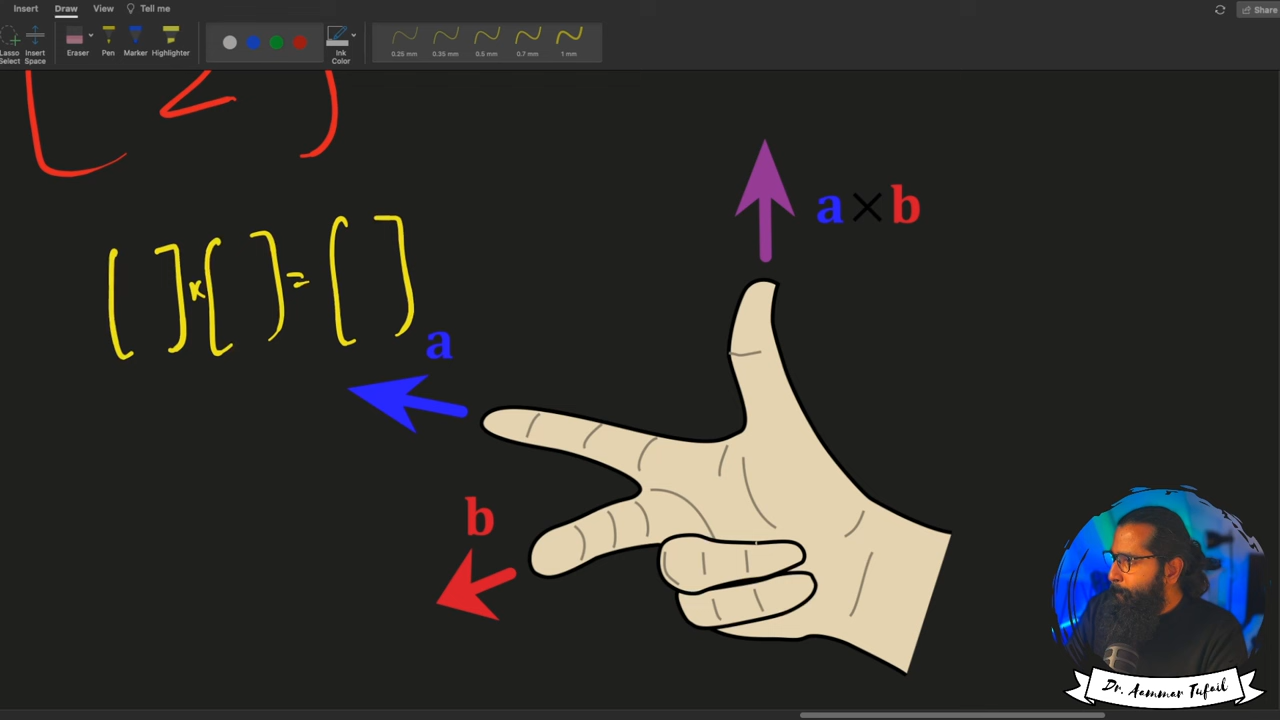 Insert Draw View Tell me Share
Lasso Select Insert Space Eraser Pen Marker Highlighter Ink Color 0.25 mm 0.35 mm 0.5 mm 0.7 mm 1 mm
[ 2 ]
a × b
[ ] × [ ] = [ ]
a
b
Dr. Aammar Tufail